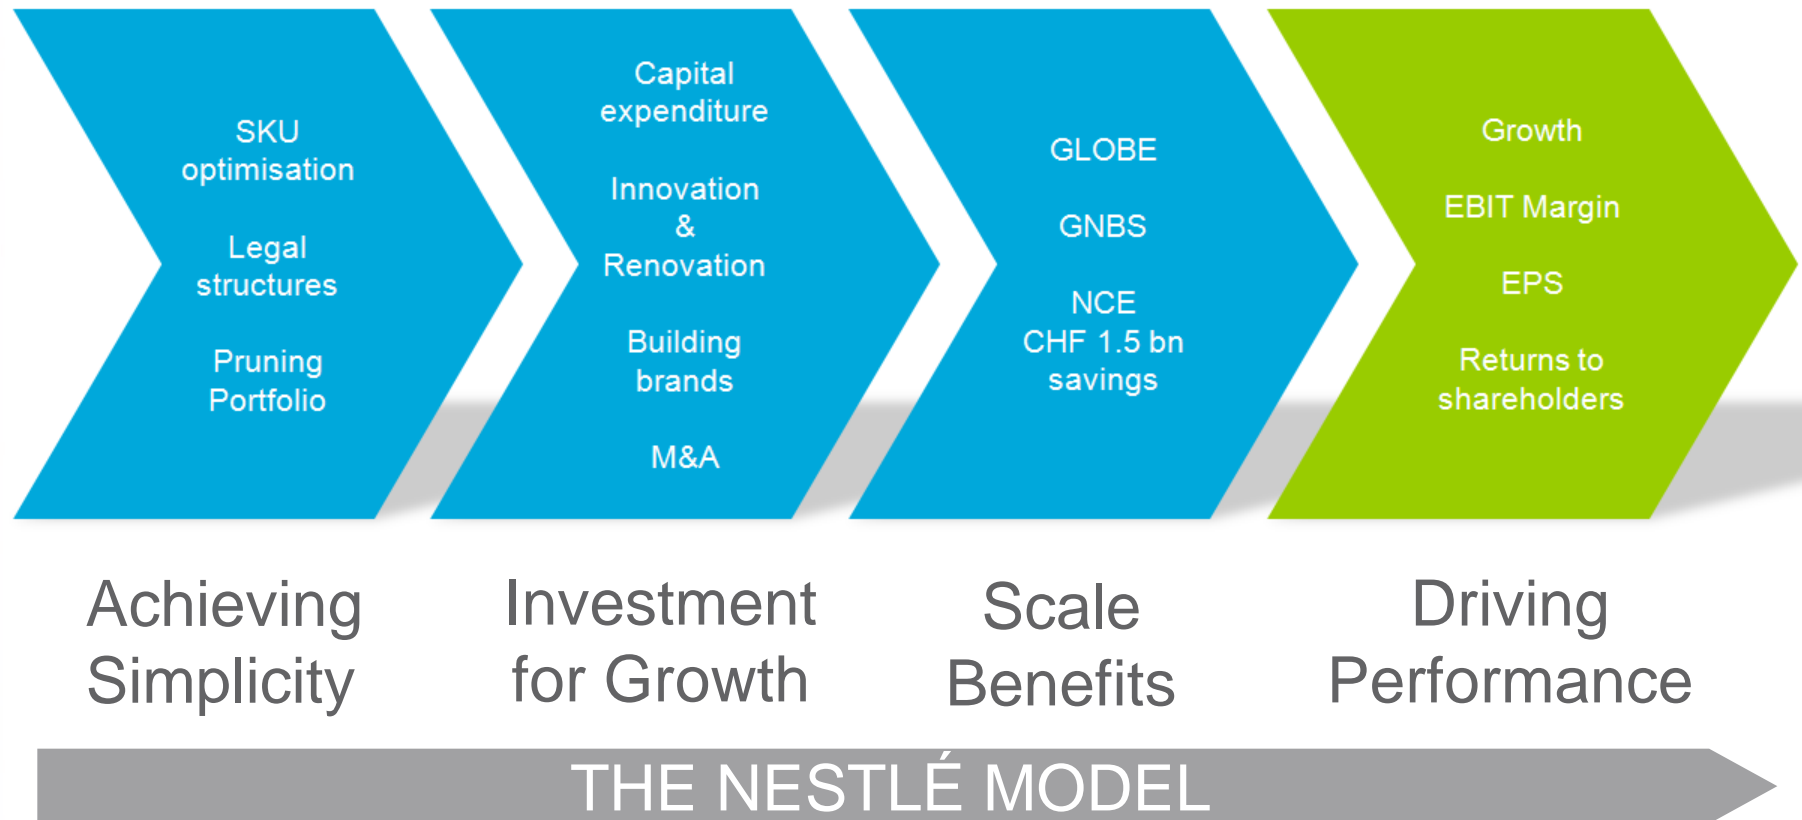 SKU
optimisation
Legal
structures
Pruning
Portfolio
Capital
expenditure
Innovation
&
Renovation
Building
brands
M&A
GLOBE
GNBS
NCE
CHF 1.5 bn
savings
Growth
EBIT Margin
EPS
Returns to
shareholders
Achieving
Simplicity
Investment
for Growth
Scale
Benefits
Driving
Performance
THE NESTLÉ MODEL